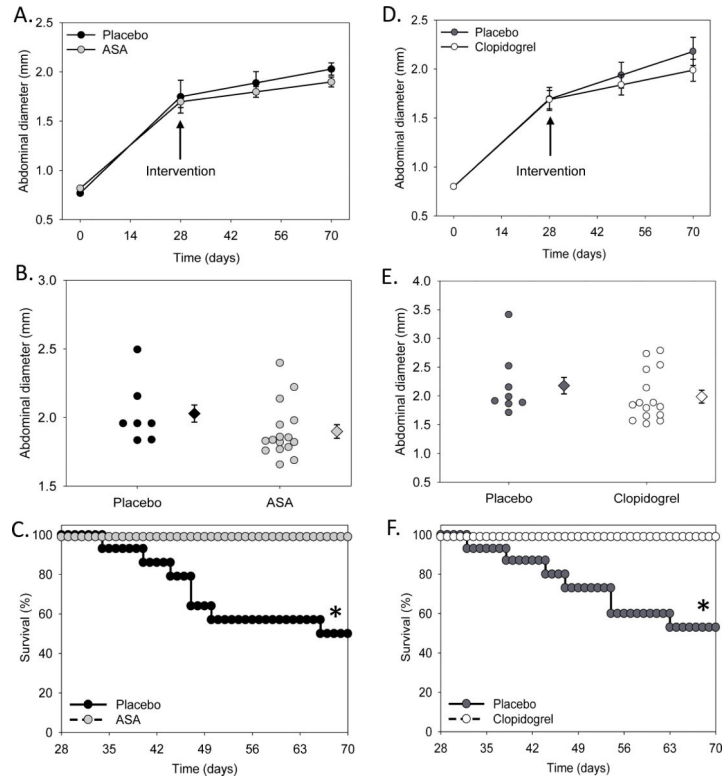 A.
Abdominal diameter (mm)
2.5
2.0
1.5
1.0
0.5
Placebo
ASA
Intervention
0 14 28 42 56 70
Time (days)
D.
Abdominal diameter (mm)
2.5
2.0
1.5
1.0
0.5
Placebo
Clopidogrel
Intervention
0 14 28 42 56 70
Time (days)
B.
Abdominal diameter (mm)
3.0
2.5
2.0
1.5
Placebo ASA
E.
Abdominal diameter (mm)
4.0
3.5
3.0
2.5
2.0
1.5
1.0
0.5
Placebo Clopidogrel
C.
Survival (%)
100
80
60
40
20
0
*
Placebo
ASA
28 35 42 49 56 63 70
Time (days)
F.
Survival (%)
100
80
60
40
20
0
*
Placebo
Clopidogrel
28 35 42 49 56 63 70
Time (days)